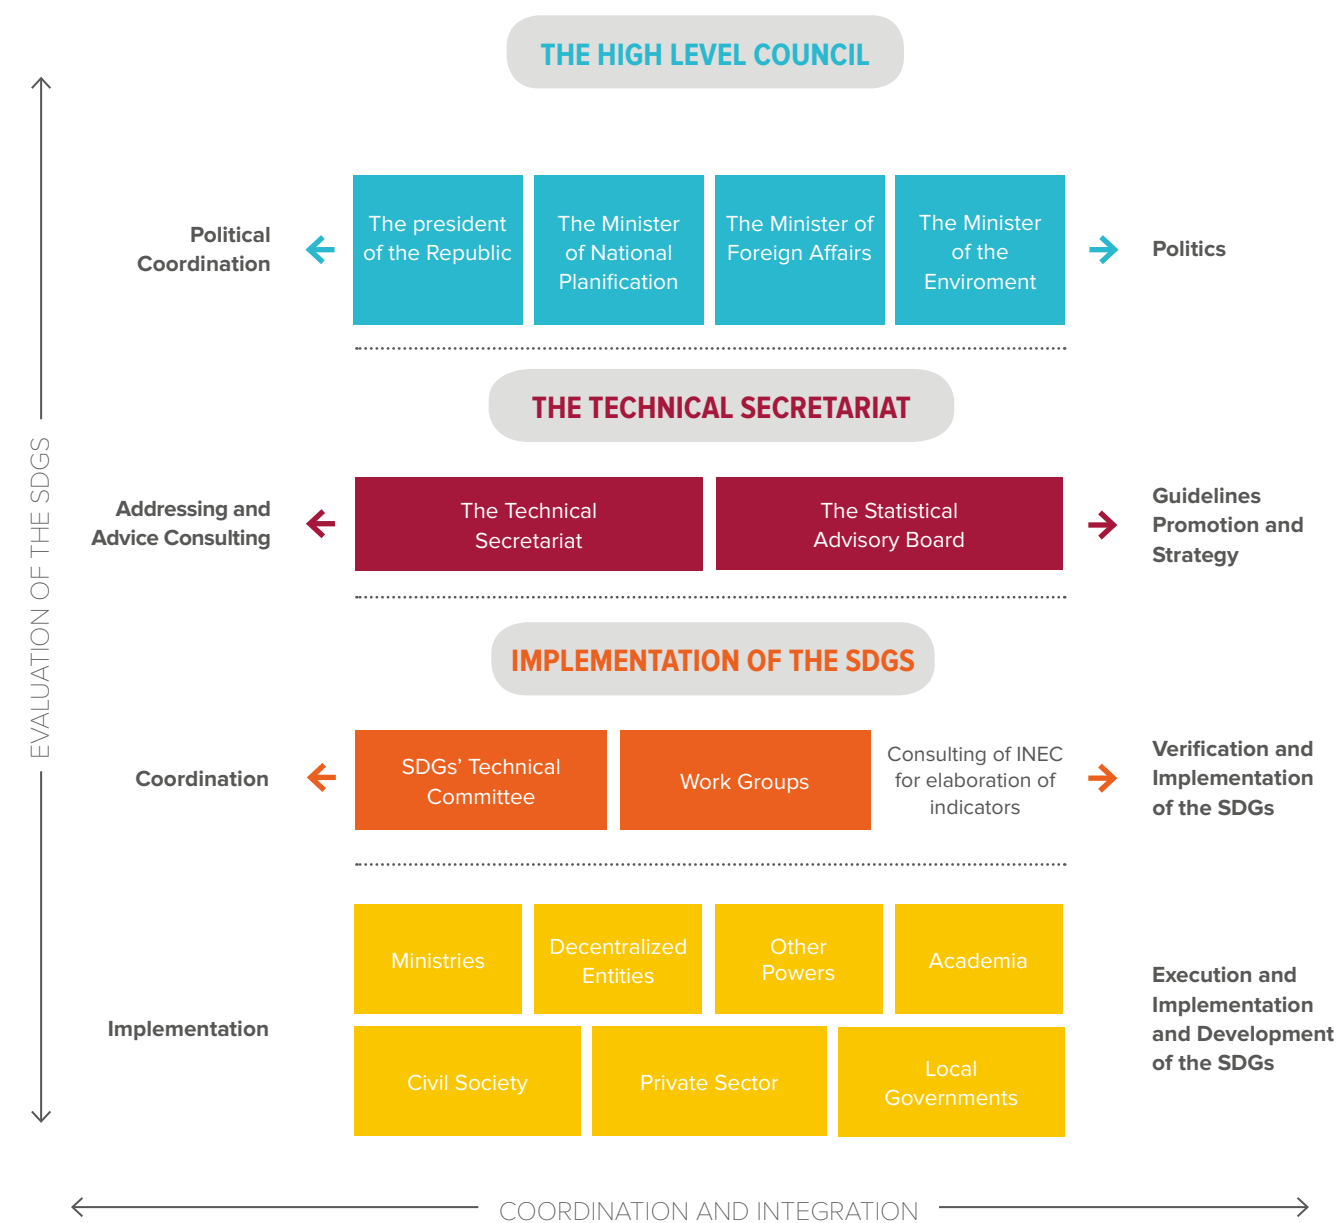 THE HIGH LEVEL COUNCIL
Political
Coordination
The president
of the Republic
The Minister
of National
Planification
The Minister of
Foreign Affairs
The Minister
of the
Enviroment
Politics
THE TECHNICAL SECRETARIAT
EVALUATION OF THE SDGS
Addressing and
Advice Consulting
The Technical
Secretariat
The Statistical
Advisory Board
Guidelines
Promotion and
Strategy
IMPLEMENTATION OF THE SDGS
Coordination
SDGs' Technical
Committee
Work Groups
Consulting of INEC
for elaboration of
indicators
Verification and
Implementation
of the SDGs
Implementation
Ministries
Decentralized
Entities
Other
Powers
Academia
Civil Society
Private Sector
Local
Governments
Execution and
Implementation
and Development
of the SDGs
COORDINATION AND INTEGRATION